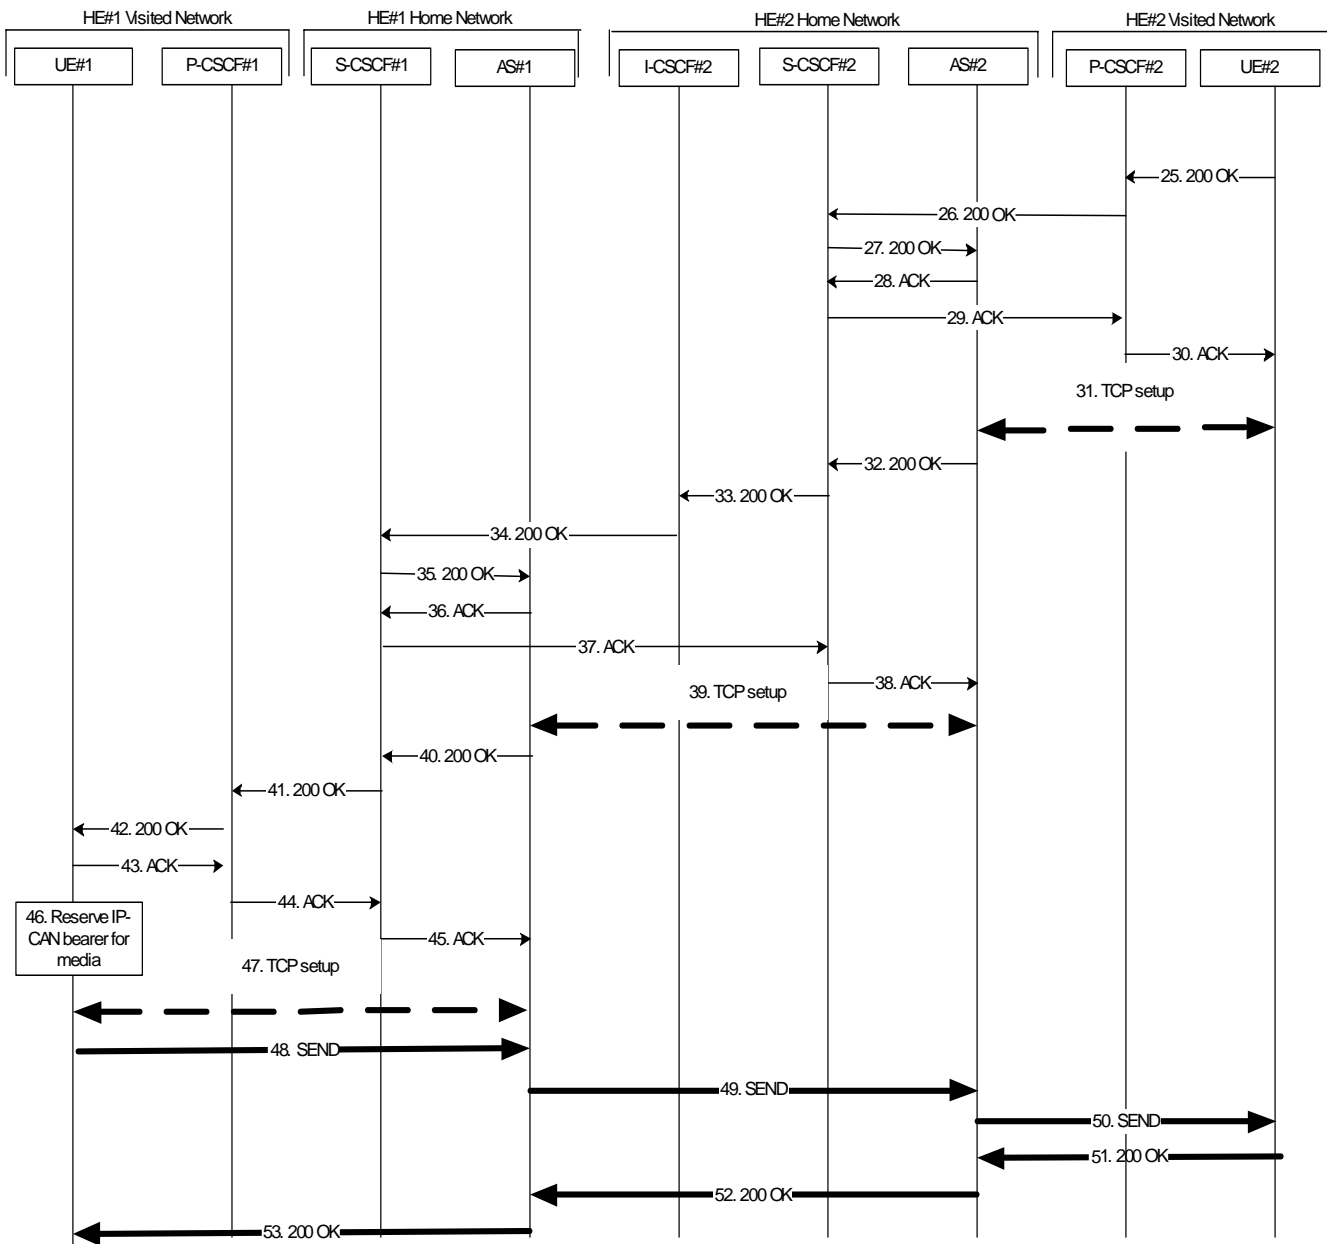 HE#1 Visited Network
HE#1 Home Network
HE#2 Home Network
HE#2 Visited Network
UE#1
P-CSCF#1
S-CSCF#1
AS#1
I-CSCF#2
S-CSCF#2
AS#2
P-CSCF#2
UE#2
25. 200 OK
26. 200 OK
27. 200 OK
28. ACK
29. ACK
30. ACK
31. TCP setup
32. 200 OK
33. 200 OK
34. 200 OK
35. 200 OK
36. ACK
37. ACK
38. ACK
39. TCP setup
40. 200 OK
41. 200 OK
42. 200 OK
43. ACK
44. ACK
46. Reserve IP-
CAN bearer for
media
45. ACK
47. TCP setup
48. SEND
49. SEND
50. SEND
51. 200 OK
52. 200 OK
53. 200 OK